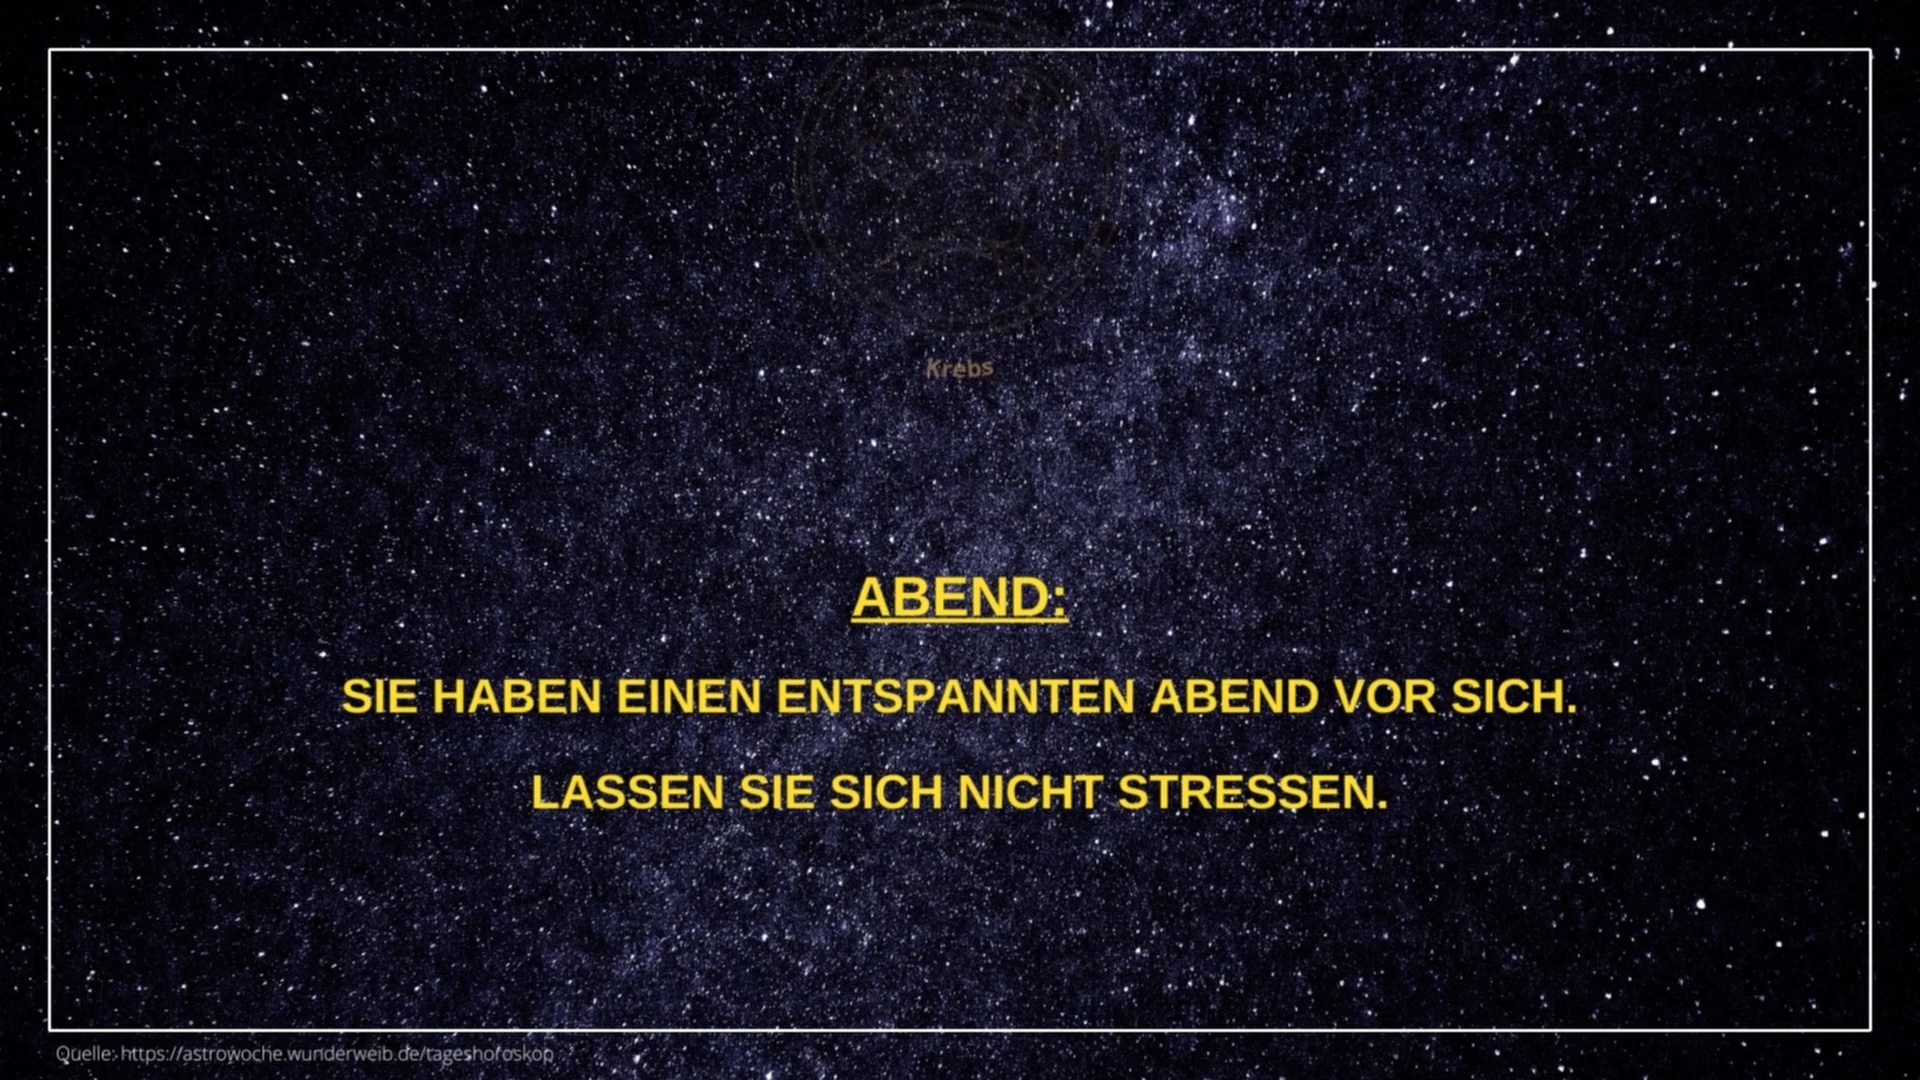 Krebs
ABEND:
SIE HABEN EINEN ENTSPANNTEN ABEND VOR SICH.
LASSEN SIE SICH NICHT STRESSEN.
Quelle: https://astrowoche.wunderweib.de/tageshoroskop